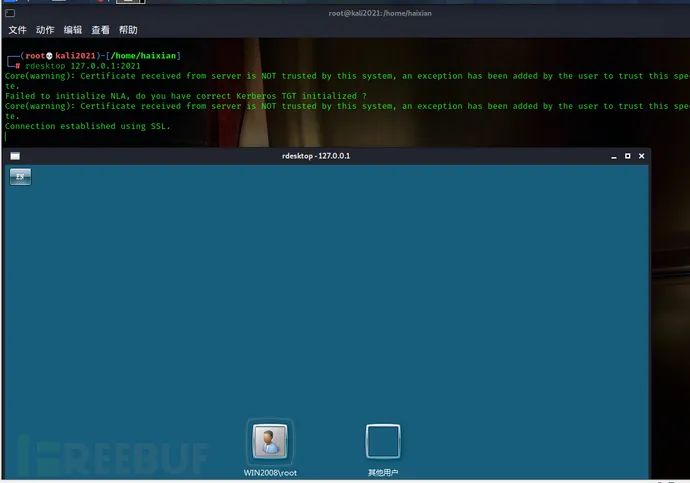 root@kali2021: /home/haixian
文件 动作 编辑 查看 帮助
(root💀kali2021)-[/home/haixian]
# rdesktop 127.0.0.1:2021
Core(warning): Certificate received from server is NOT trusted by this system, an exception has been added by the user to trust this spe
te.
Failed to initialize NLA, do you have correct Kerberos TGT initialized ?
Core(warning): Certificate received from server is NOT trusted by this system, an exception has been added by the user to trust this spe
te.
Connection established using SSL.
rdesktop - 127.0.0.1
WIN2008\root
其他用户
FREEBUF